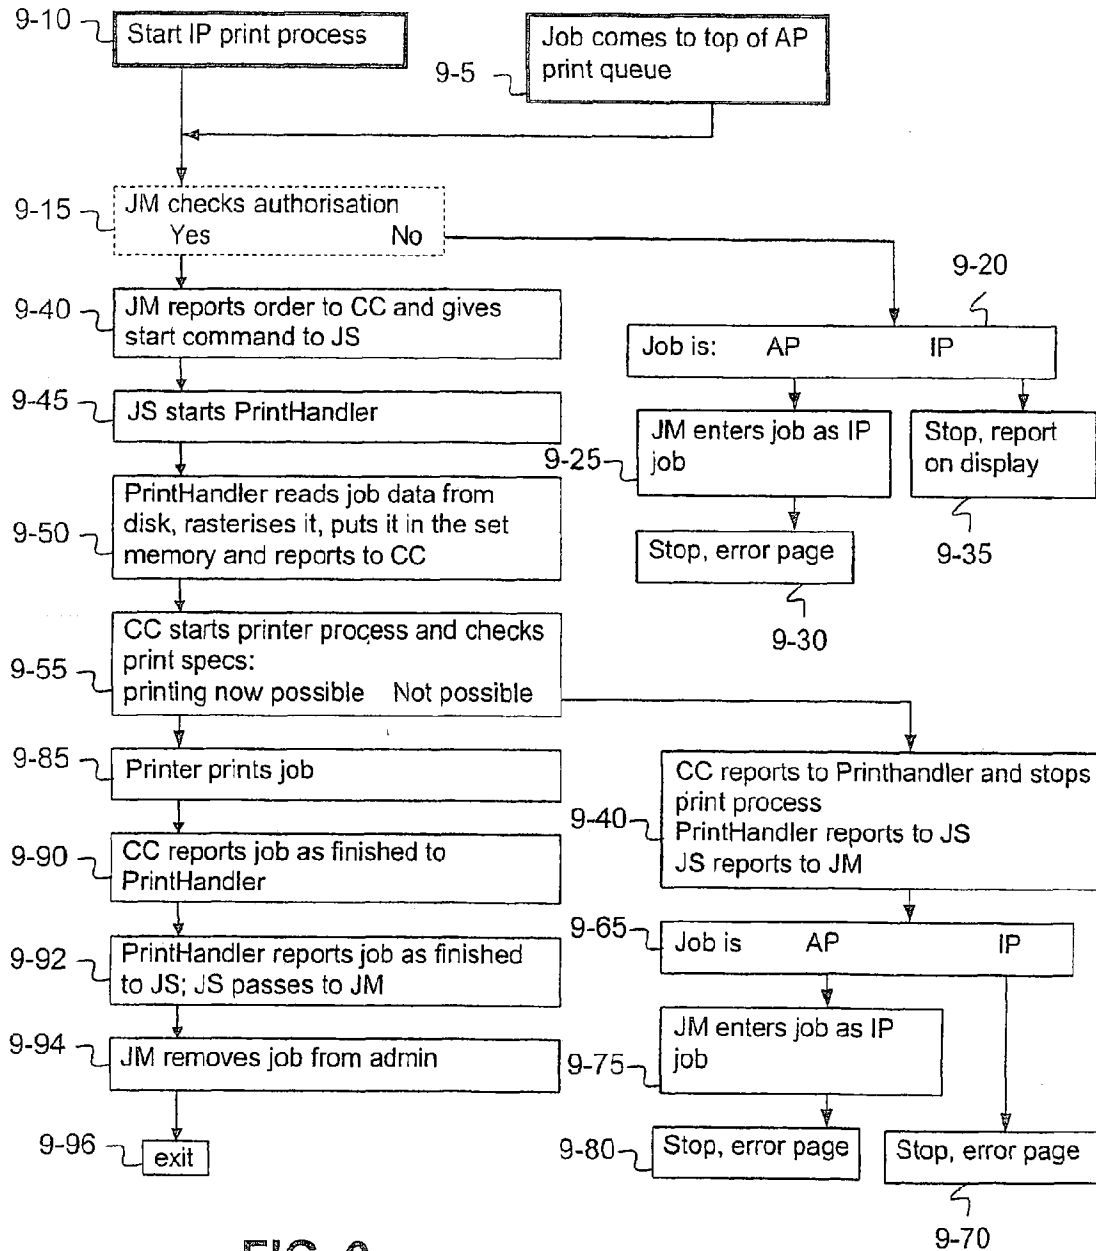 9-10
Start IP print process
Job comes to top of AP
print queue
9-5
9-15
JM checks authorisation
Yes No
9-20
9-40
JM reports order to CC and gives
start command to JS
Job is: AP IP
9-45
JS starts PrintHandler
9-25
JM enters job as IP
job
Stop, report
on display
9-50
PrintHandler reads job data from
disk, rasterises it, puts it in the set
memory and reports to CC
Stop, error page
9-35
9-30
9-55
CC starts printer process and checks
print specs:
printing now possible Not possible
9-85
Printer prints job
9-40
CC reports to Printhandler and stops
print process
PrintHandler reports to JS
JS reports to JM
9-90
CC reports job as finished to
PrintHandler
9-65
Job is AP IP
9-92
PrintHandler reports job as finished
to JS; JS passes to JM
9-75
JM enters job as IP
job
9-94
JM removes job from admin
9-96
exit
9-80
Stop, error page
Stop, error page
9-70
FIG. 9